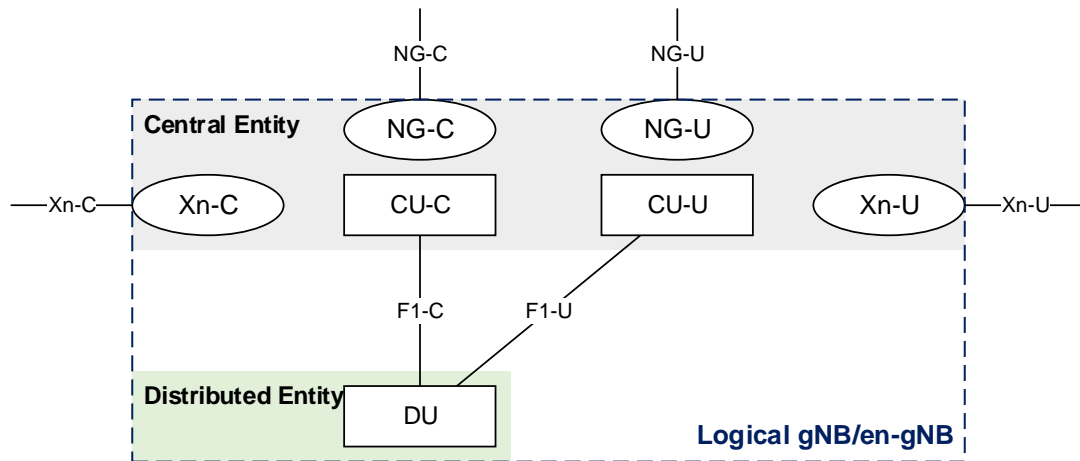 NG-C
NG-U
Central Entity
NG-C
NG-U
Xn-C
Xn-C
CU-C
CU-U
Xn-U
Xn-U
F1-C
F1-U
Distributed Entity
DU
Logical gNB/en-gNB